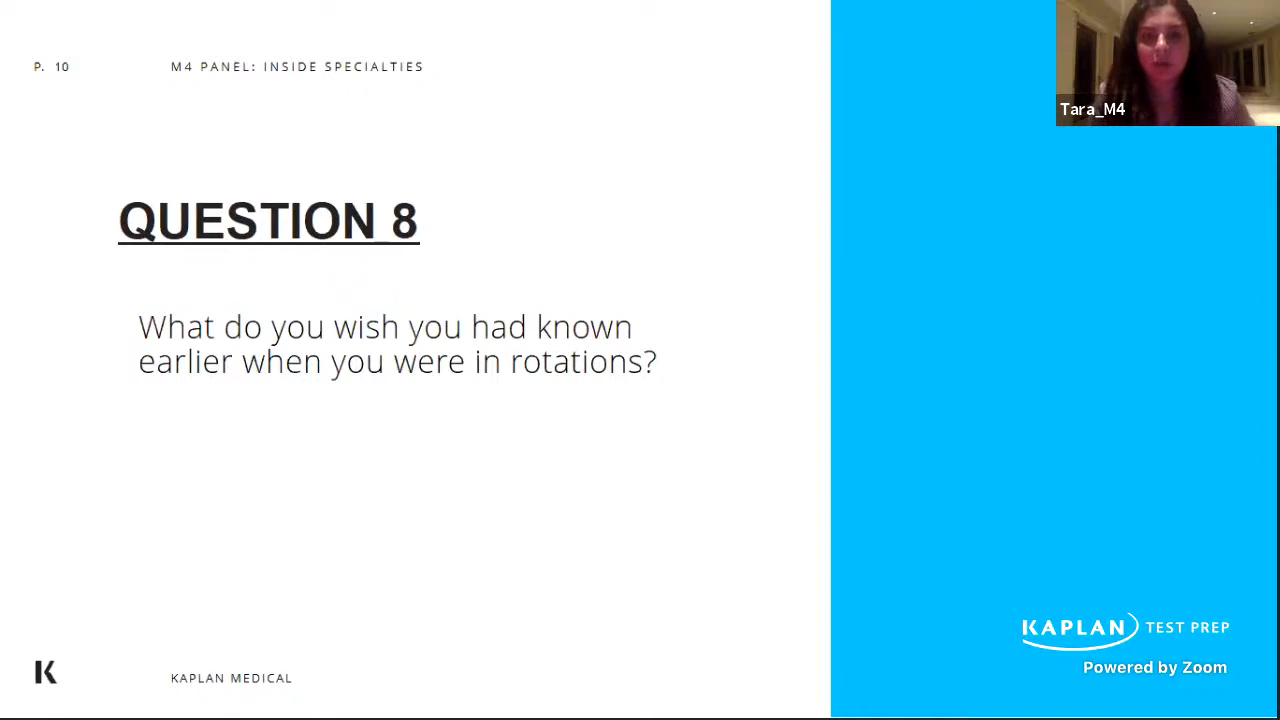 P. 10 M4 PANEL: INSIDE SPECIALTIES
Tara_M4
QUESTION 8
What do you wish you had known
earlier when you were in rotations?
KAPLAN TEST PREP
Powered by Zoom
K KAPLAN MEDICAL